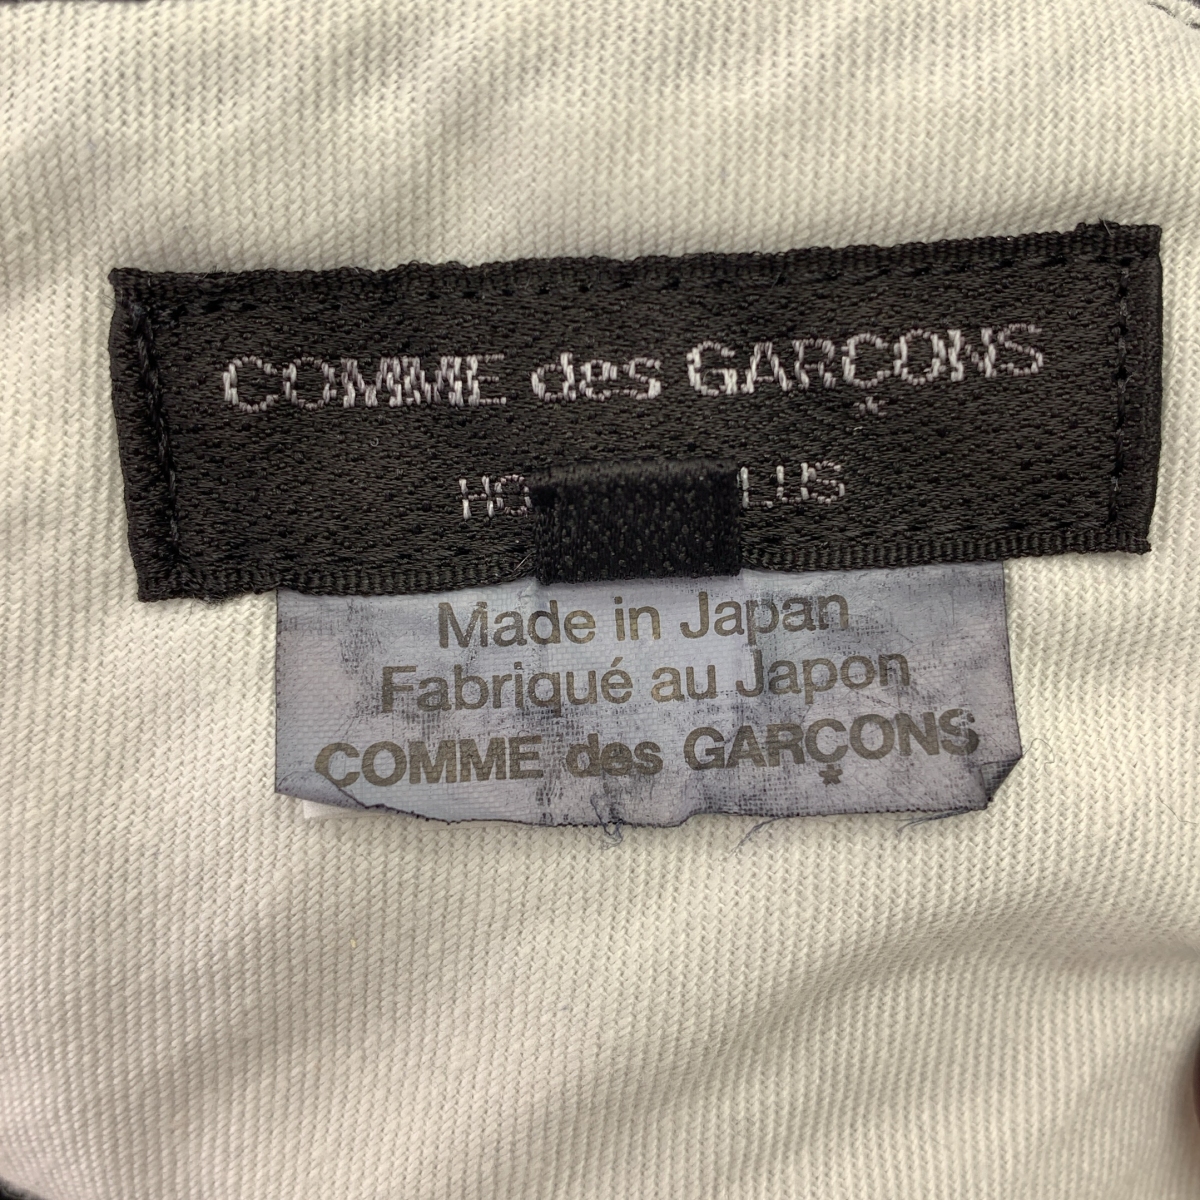 COMME des GARÇONS
Made in Japan
Fabriqué au Japon
COMME des GARÇONS